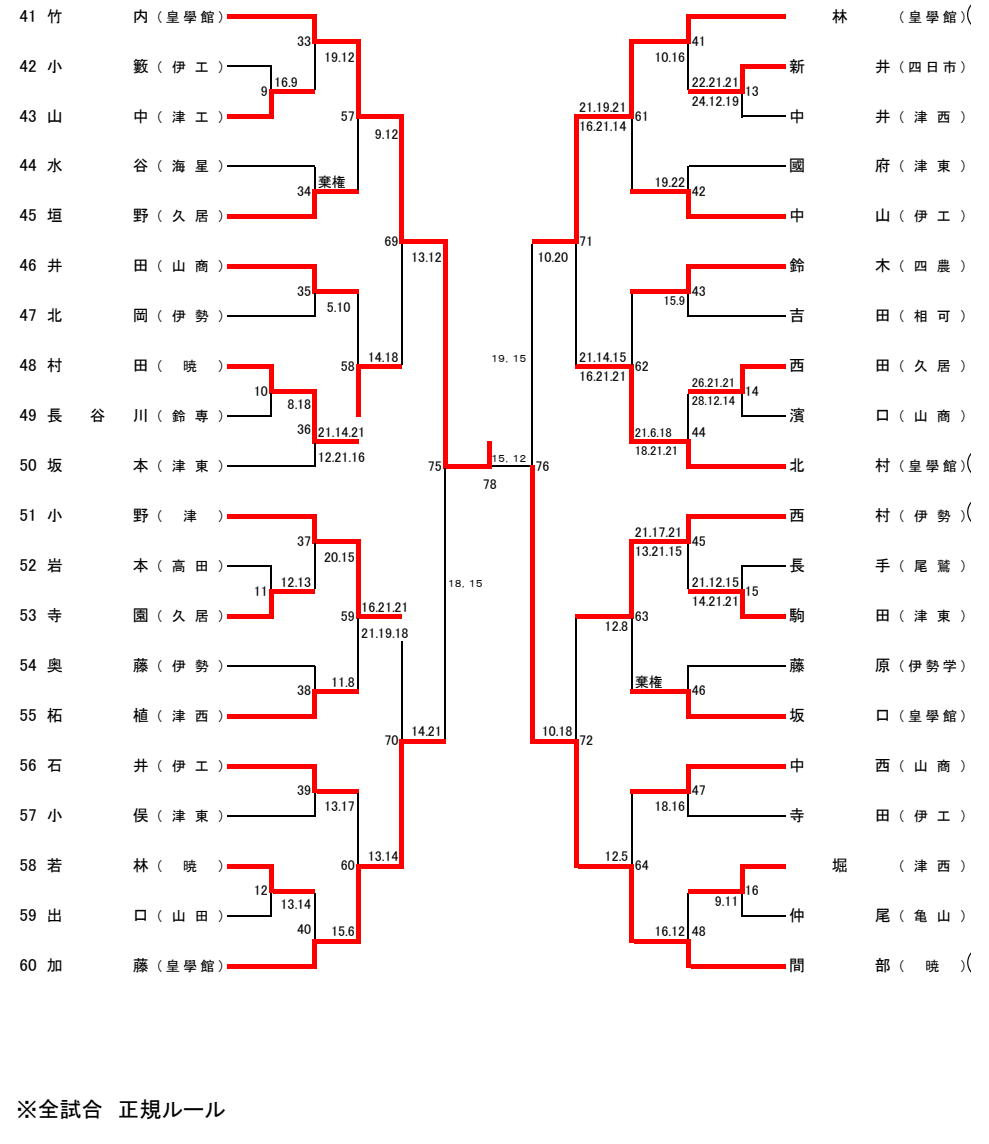 41 竹 内 (皇學館) 林 (皇學館)(
33 41
19.12 10.16
42 小 籔 (伊 工) 新 井 (四日市)
16.9 22.21.21
9 13
24.12.19
43 山 中 (津 工) 中 井 (津 西)
57 21.19.21 61
9.12 16.21.14
44 水 谷 (海 星) 國 府 (津 東)
棄権 19.22
34 42
45 垣 野 (久 居) 中 山 (伊 工)
69 71
13.12 10.20
46 井 田 (山 商) 鈴 木 (四 農)
35 43
5.10 15.9
47 北 岡 (伊 勢) 吉 田 (相 可)
14.18 19, 15 21.14.15
48 村 田 (暁) 西 田 (久 居)
58 16.21.21 62
10 26.21.21 14
8.18 28.12.14
49 長 谷 川 (鈴 専) 濱 口 (山 商)
36 21.14.21 21.6.18 44
12.21.16 18.21.21
50 坂 本 (津 東) 北 村 (皇學館)(
75 15, 12 76
78
51 小 野 (津) 西 村 (伊 勢)(
37 21.17.21 45
20.15 13.21.15
52 岩 本 (高 田) 長 手 (尾 鷲)
12.13 18, 15 21.12.15
11 14.21.21 15
53 寺 園 (久 居) 駒 田 (津 東)
59 16.21.21 63
21.19.18 12.8
54 奥 藤 (伊 勢) 藤 原 (伊勢学)
11.8 棄権
38 46
55 柘 植 (津 西) 坂 口 (皇學館)
14.21 10.18
70 72
56 石 井 (伊 工) 中 西 (山 商)
39 47
13.17 18.16
57 小 俣 (津 東) 寺 田 (伊 工)
13.14 12.5
58 若 林 (暁) 堀 (津 西)
60 64
12 16
13.14 9.11
59 出 口 (山 田) 仲 尾 (亀 山)
40 15.6 16.12 48
60 加 藤 (皇學館) 間 部 (暁)(
※全試合 正規ルール